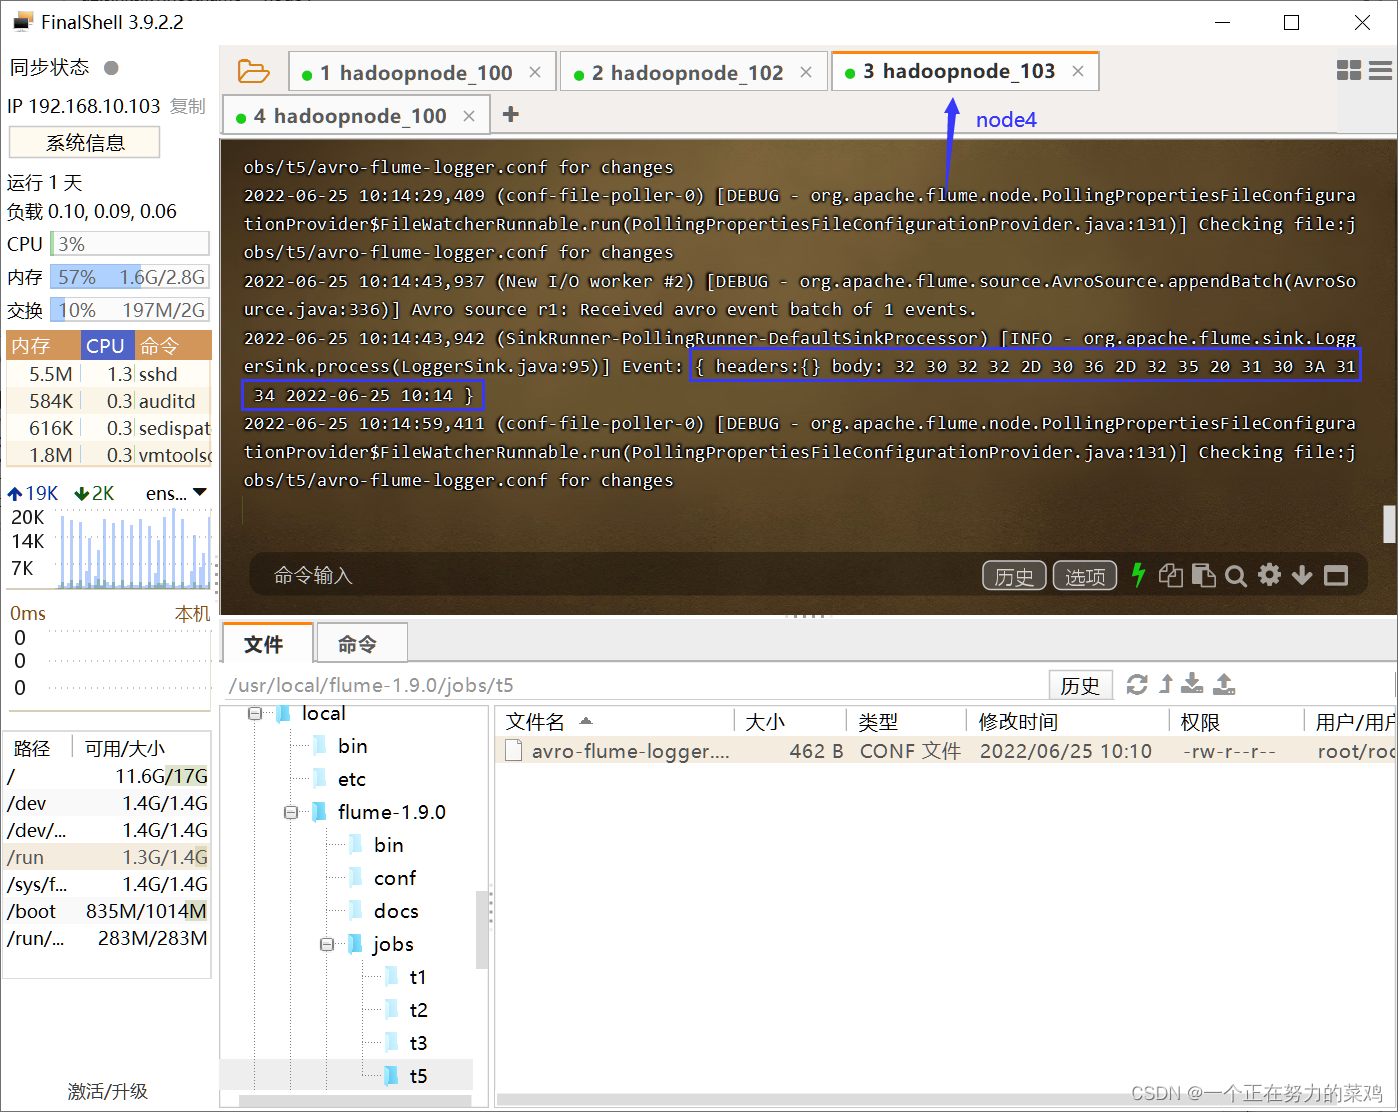 FinalShell 3.9.2.2
同步状态
IP 192.168.10.103 复制
系统信息
运行 1 天
负载 0.10, 0.09, 0.06
CPU 3%
内存 57% 1.6G/2.8G
交换 10% 197M/2G
内存 CPU 命令
5.5M 1.3 sshd
584K 0.3 auditd
616K 0.3 sedispat
1.8M 0.3 vmtoolsc
19K 2K ens...
20K
14K
7K
0ms 本机
0
0
0
路径 可用/大小
/ 11.6G/17G
/dev 1.4G/1.4G
/dev/... 1.4G/1.4G
/run 1.3G/1.4G
/sys/f... 1.4G/1.4G
/boot 835M/1014M
/run/... 283M/283M
激活/升级
1 hadoopnode_100
2 hadoopnode_102
3 hadoopnode_103
4 hadoopnode_100
node4
obs/t5/avro-flume-logger.conf for changes
2022-06-25 10:14:29,409 (conf-file-poller-0) [DEBUG - org.apache.flume.node.PollingPropertiesFileConfigura
tionProvider$FileWatcherRunnable.run(PollingPropertiesFileConfigurationProvider.java:131)] Checking file:j
obs/t5/avro-flume-logger.conf for changes
2022-06-25 10:14:43,937 (New I/O worker #2) [DEBUG - org.apache.flume.source.AvroSource.appendBatch(AvroSo
urce.java:336)] Avro source r1: Received avro event batch of 1 events.
2022-06-25 10:14:43,942 (SinkRunner-PollingRunner-DefaultSinkProcessor) [INFO - org.apache.flume.sink.Logg
erSink.process(LoggerSink.java:95)] Event: { headers:{} body: 32 30 32 32 2D 30 36 2D 32 35 20 31 30 3A 31
34 2022-06-25 10:14 }
2022-06-25 10:14:59,411 (conf-file-poller-0) [DEBUG - org.apache.flume.node.PollingPropertiesFileConfigura
tionProvider$FileWatcherRunnable.run(PollingPropertiesFileConfigurationProvider.java:131)] Checking file:j
obs/t5/avro-flume-logger.conf for changes
命令输入 历史 选项
文件 命令
/usr/local/flume-1.9.0/jobs/t5 历史
local
bin
etc
flume-1.9.0
bin
conf
docs
jobs
t1
t2
t3
t5
文件名 大小 类型 修改时间 权限 用户/用户
avro-flume-logger.... 462 B CONF 文件 2022/06/25 10:10 -rw-r--r-- root/roo
CSDN @一个正在努力的菜鸡